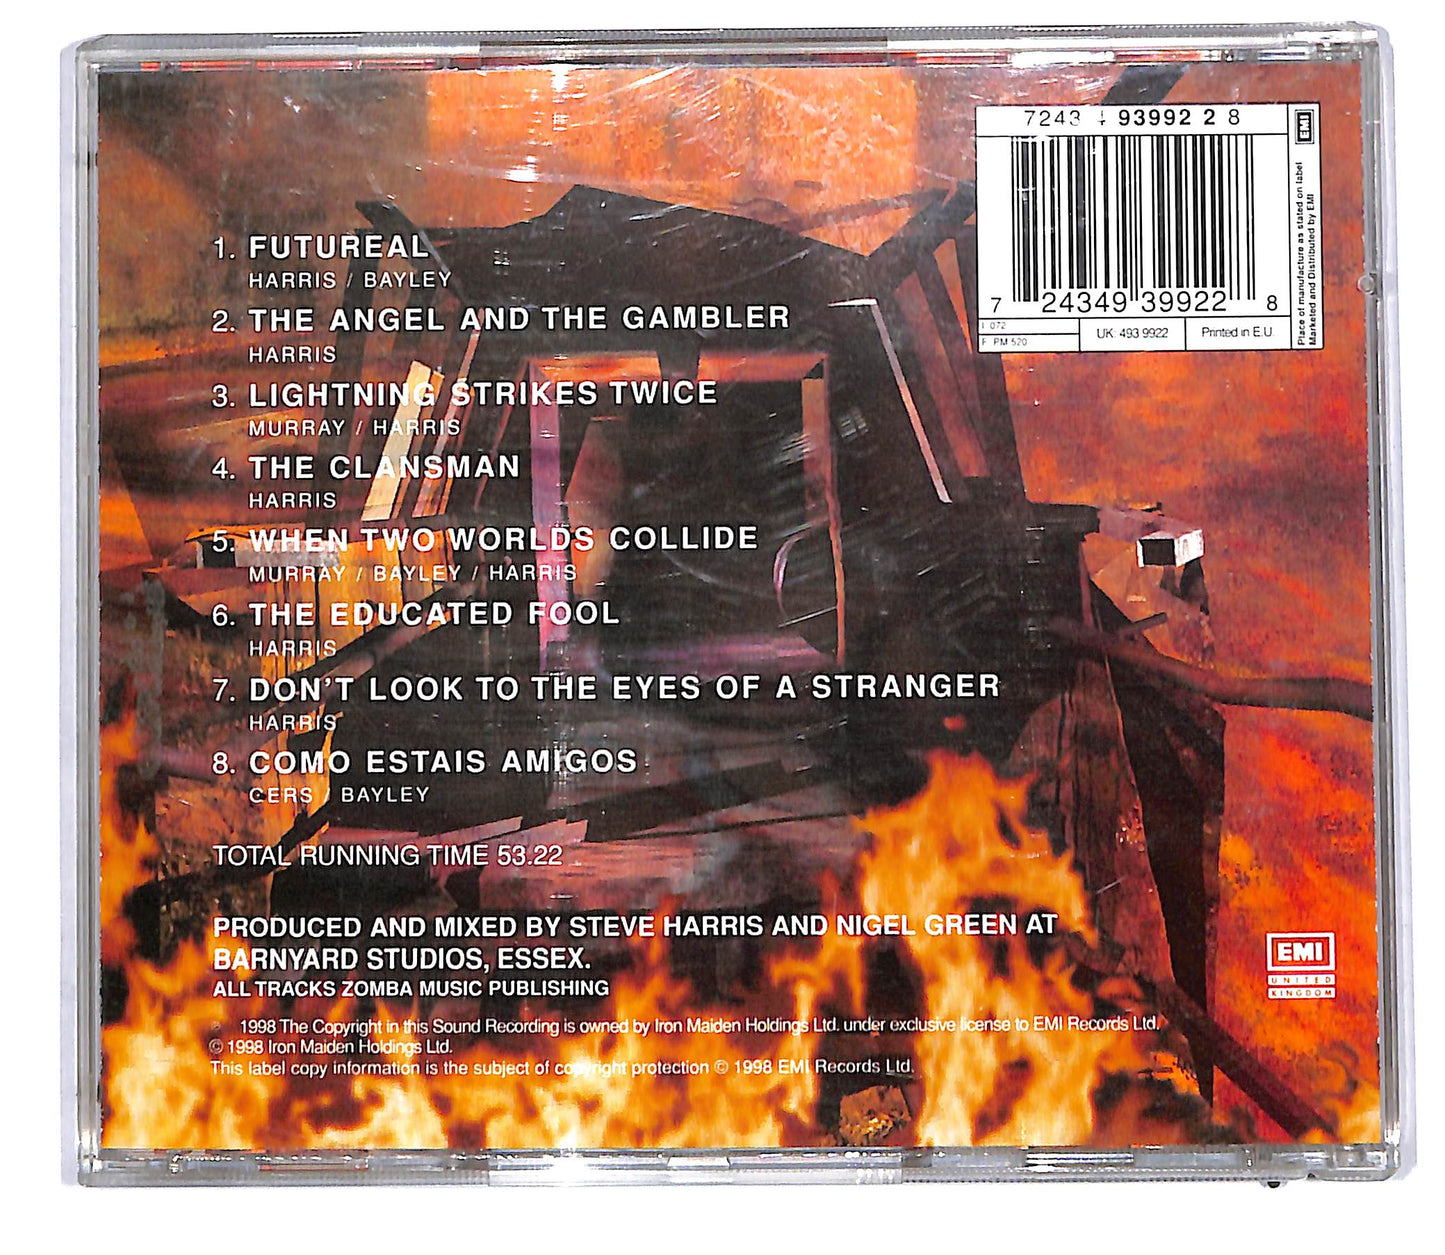 7243 4 93992 2 8
EMI
Place of manufacture as stated on label
Marketed and Distributed by EMI
7 24349 39922 8
I 072
F PM 520
UK: 493 9922
Printed in E.U.
1. FUTUREAL
HARRIS / BAYLEY
2. THE ANGEL AND THE GAMBLER
HARRIS
3. LIGHTNING STRIKES TWICE
MURRAY / HARRIS
4. THE CLANSMAN
HARRIS
5. WHEN TWO WORLDS COLLIDE
MURRAY / BAYLEY / HARRIS
6. THE EDUCATED FOOL
HARRIS
7. DON'T LOOK TO THE EYES OF A STRANGER
HARRIS
8. COMO ESTAIS AMIGOS
GERS / BAYLEY
TOTAL RUNNING TIME 53.22
PRODUCED AND MIXED BY STEVE HARRIS AND NIGEL GREEN AT
BARNYARD STUDIOS, ESSEX.
ALL TRACKS ZOMBA MUSIC PUBLISHING
℗ 1998 The Copyright in this Sound Recording is owned by Iron Maiden Holdings Ltd. under exclusive license to EMI Records Ltd.
© 1998 Iron Maiden Holdings Ltd.
This label copy information is the subject of copyright protection © 1998 EMI Records Ltd.
EMI
UNITED
KINGDOM